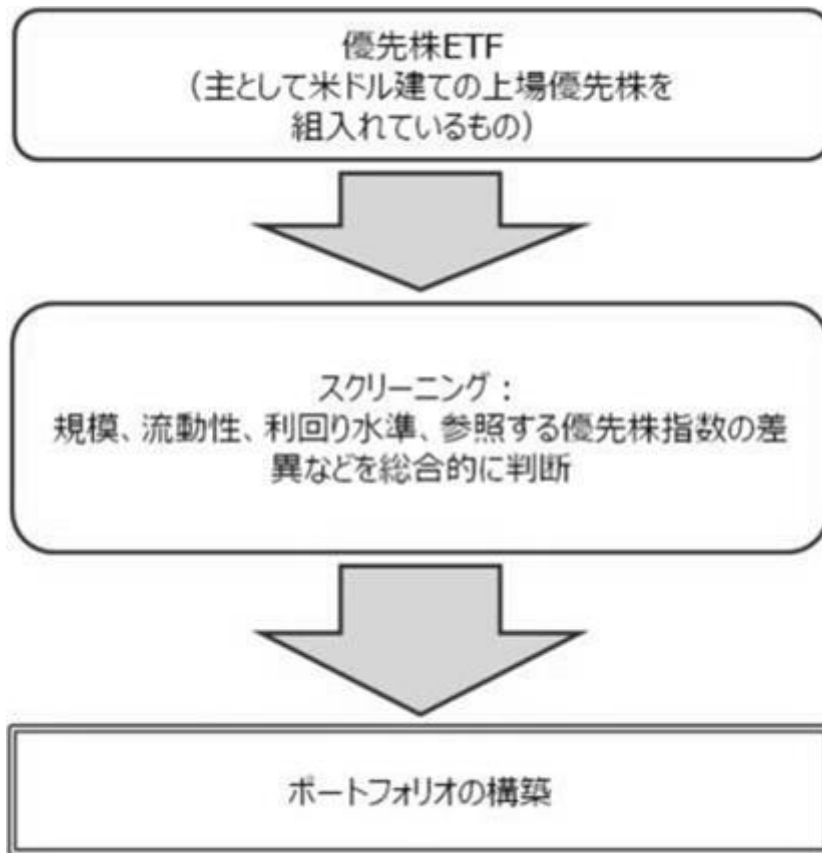 優先株ETF
（主として米ドル建ての上場優先株を
組入れているもの）
スクリーニング：
規模、流動性、利回り水準、参照する優先株指数の差
異などを総合的に判断
ポートフォリオの構築